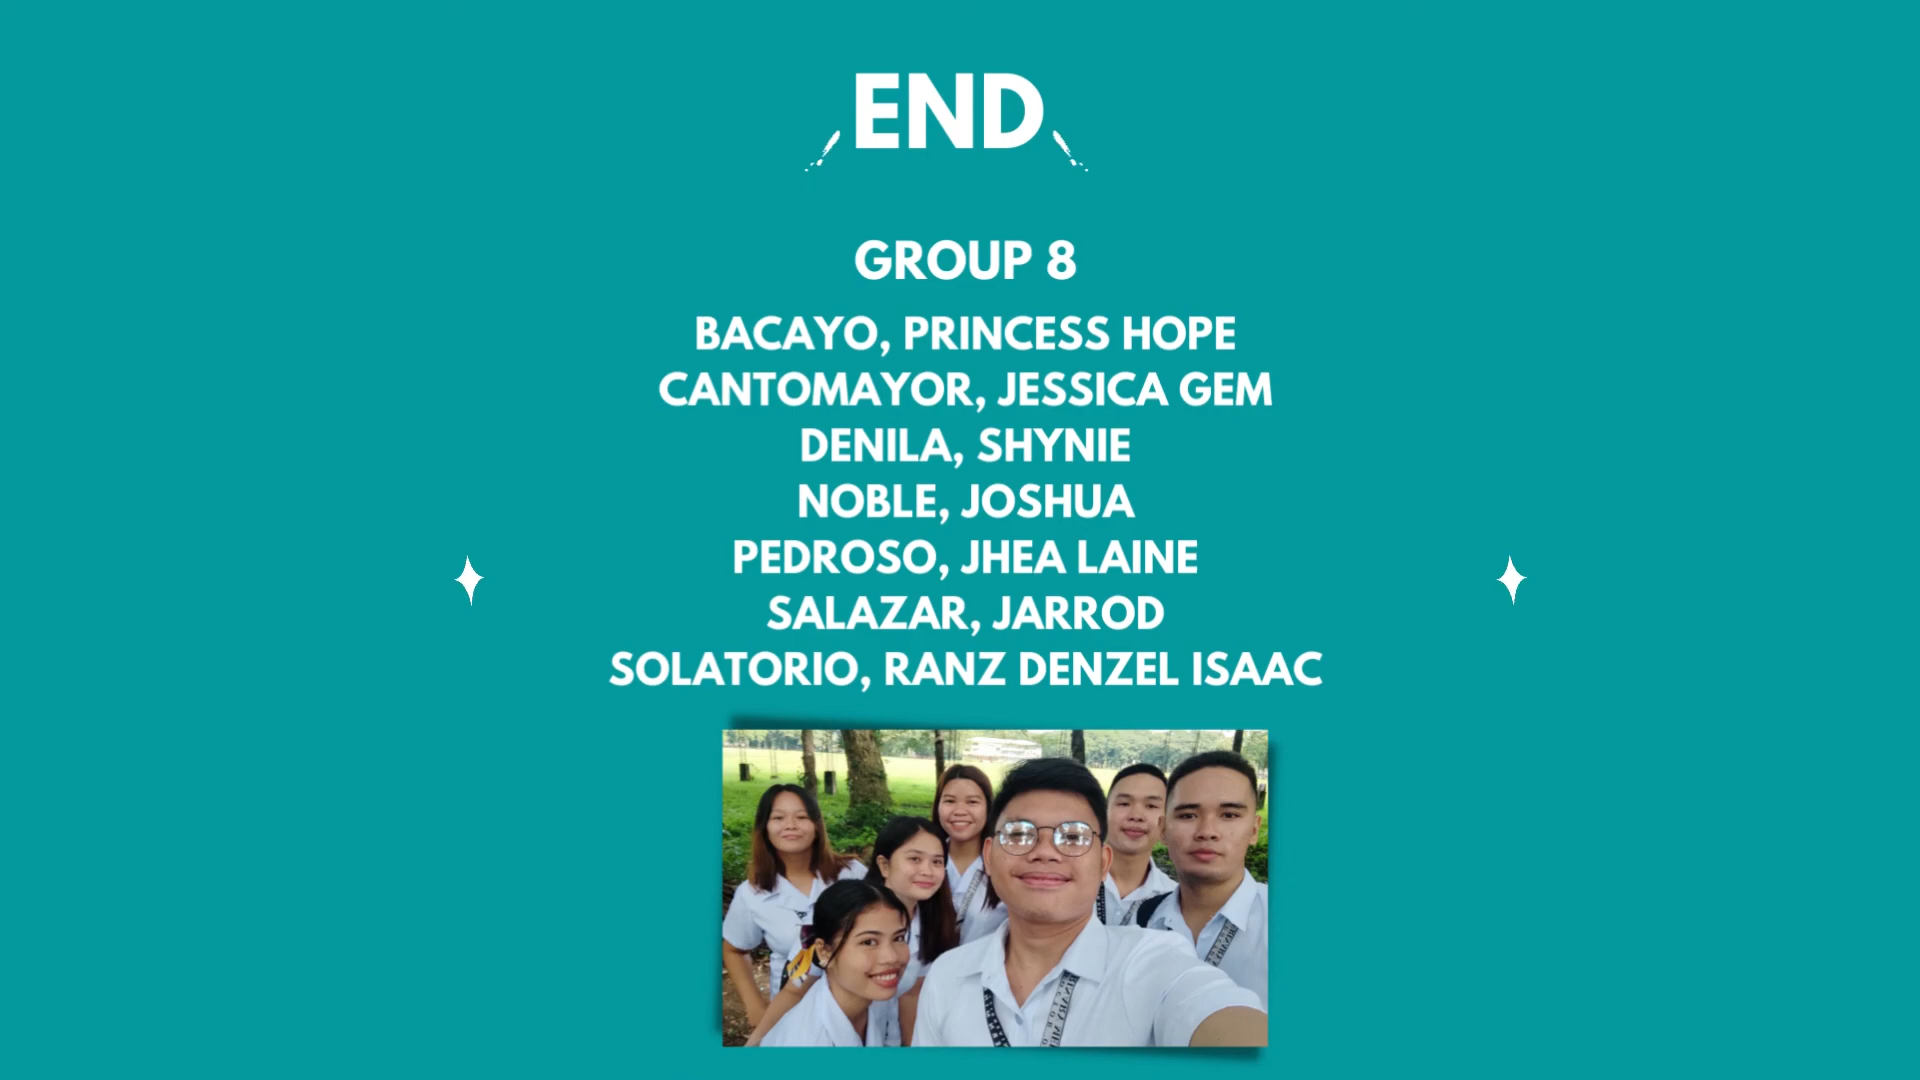 END
GROUP 8
BACAYO, PRINCESS HOPE
CANTOMAYOR, JESSICA GEM
DENILA, SHYNIE
NOBLE, JOSHUA
PEDROSO, JHEA LAINE
SALAZAR, JARROD
SOLATORIO, RANZ DENZEL ISAAC